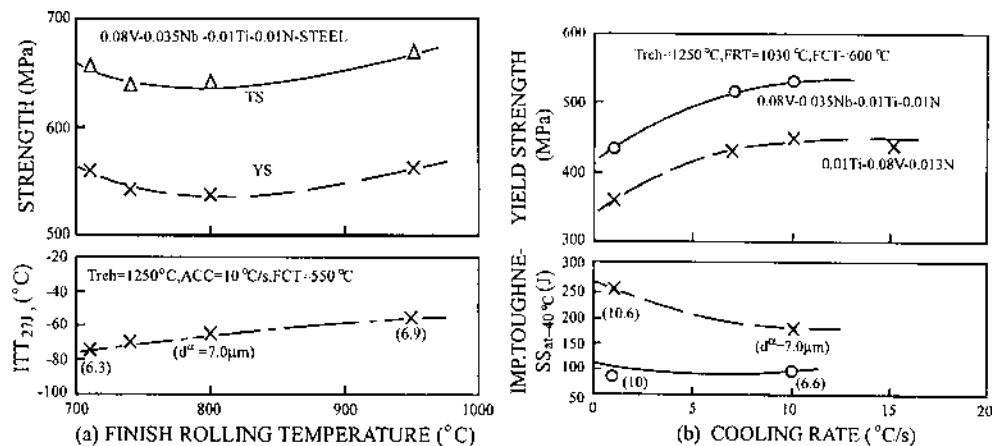 700
0.08V-0.035Nb -0.01Ti-0.01N-STEEL
TS
600
YS
500
STRENGTH
(MPa)
-20
Treh=1250°C,ACC=10 °C/s,FCT=550 °C
-40
-60
-80
-100
(6.3)
(dα =7.0μm)
(6.9)
ITT27J, (°C)
700
800
900
1000
(a) FINISH ROLLING TEMPERATURE (°C)
600
Treh=1250 °C,FRT=1030 °C,FCT=600 °C
0.08V-0.035Nb-0.01Ti-0.01N
500
400
0.01Ti-0.08V-0.013N
300
YIELD STRENGTH
(MPa)
300
250
(10.6)
200
150
(dα=7.0μm)
100
(10)
(6.6)
50
IMP.TOUGHNE-
SSat-40 °C (J)
0
5
10
15
20
(b) COOLING RATE (°C/s)